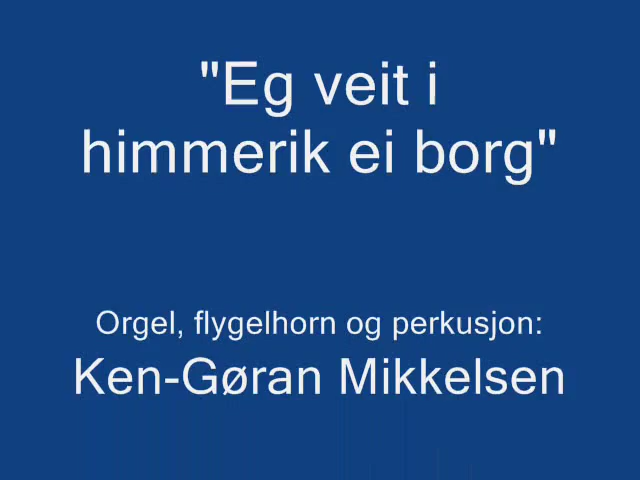 "Eg veit i
himmerik ei borg"
Orgel, flygelhorn og perkusjon:
Ken-Gøran Mikkelsen